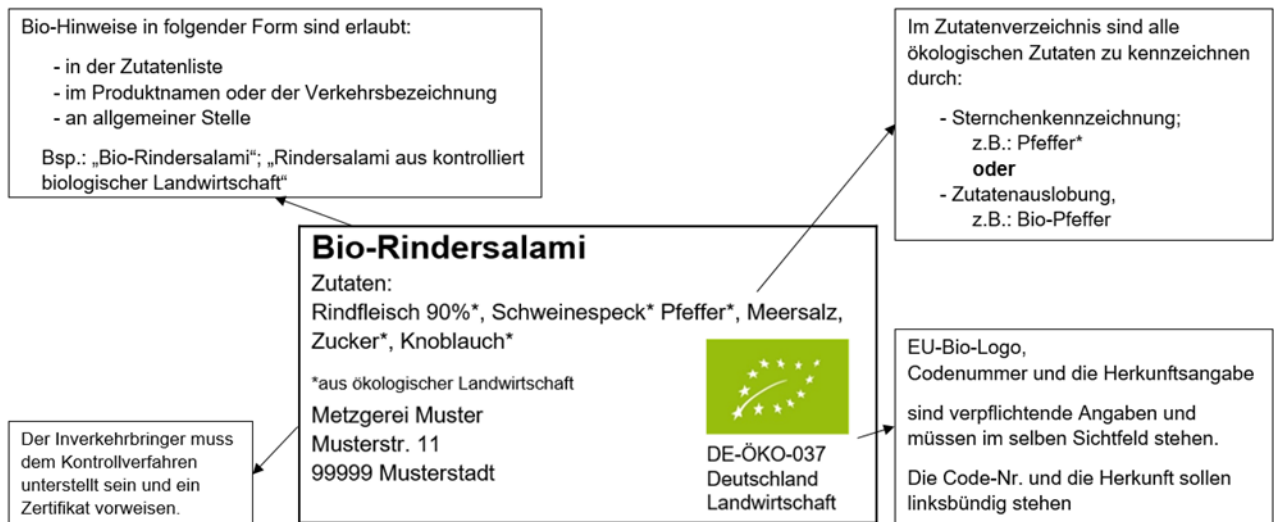 Bio-Hinweise in folgender Form sind erlaubt:
- in der Zutatenliste
- im Produktnamen oder der Verkehrsbezeichnung
- an allgemeiner Stelle
Bsp.: „Bio-Rindersalami“; „Rindersalami aus kontrolliert
biologischer Landwirtschaft“
Im Zutatenverzeichnis sind alle
ökologischen Zutaten zu kennzeichnen
durch:
- Sternchenkennzeichnung;
z.B.: Pfeffer*
oder
- Zutatenauslobung,
z.B.: Bio-Pfeffer
Bio-Rindersalami
Zutaten:
Rindfleisch 90%*, Schweinespeck* Pfeffer*, Meersalz,
Zucker*, Knoblauch*
*aus ökologischer Landwirtschaft
Metzgerei Muster
Musterstr. 11
99999 Musterstadt
DE-ÖKO-037
Deutschland
Landwirtschaft
EU-Bio-Logo,
Codenummer und die Herkunftsangabe
sind verpflichtende Angaben und
müssen im selben Sichtfeld stehen.
Die Code-Nr. und die Herkunft sollen
linksbündig stehen
Der Inverkehrbringer muss
dem Kontrollverfahren
unterstellt sein und ein
Zertifikat vorweisen.